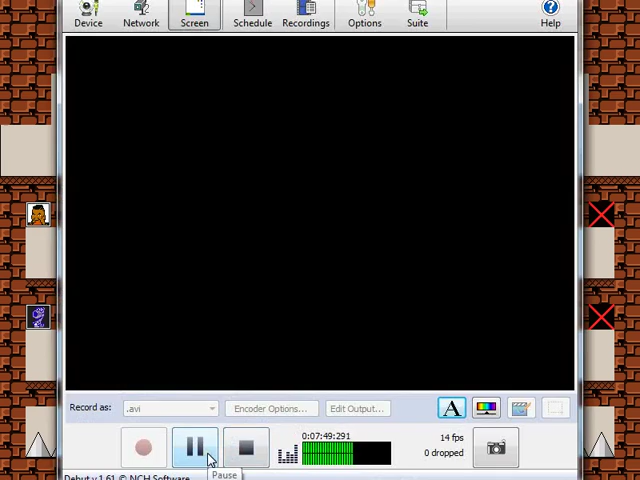 Device Network Screen Schedule Recordings Options Suite Help
Record as: .avi Encoder Options... Edit Output... A
0:07:49:291 14 fps
0 dropped
Pause
Debut v 1.61 © NCH Software